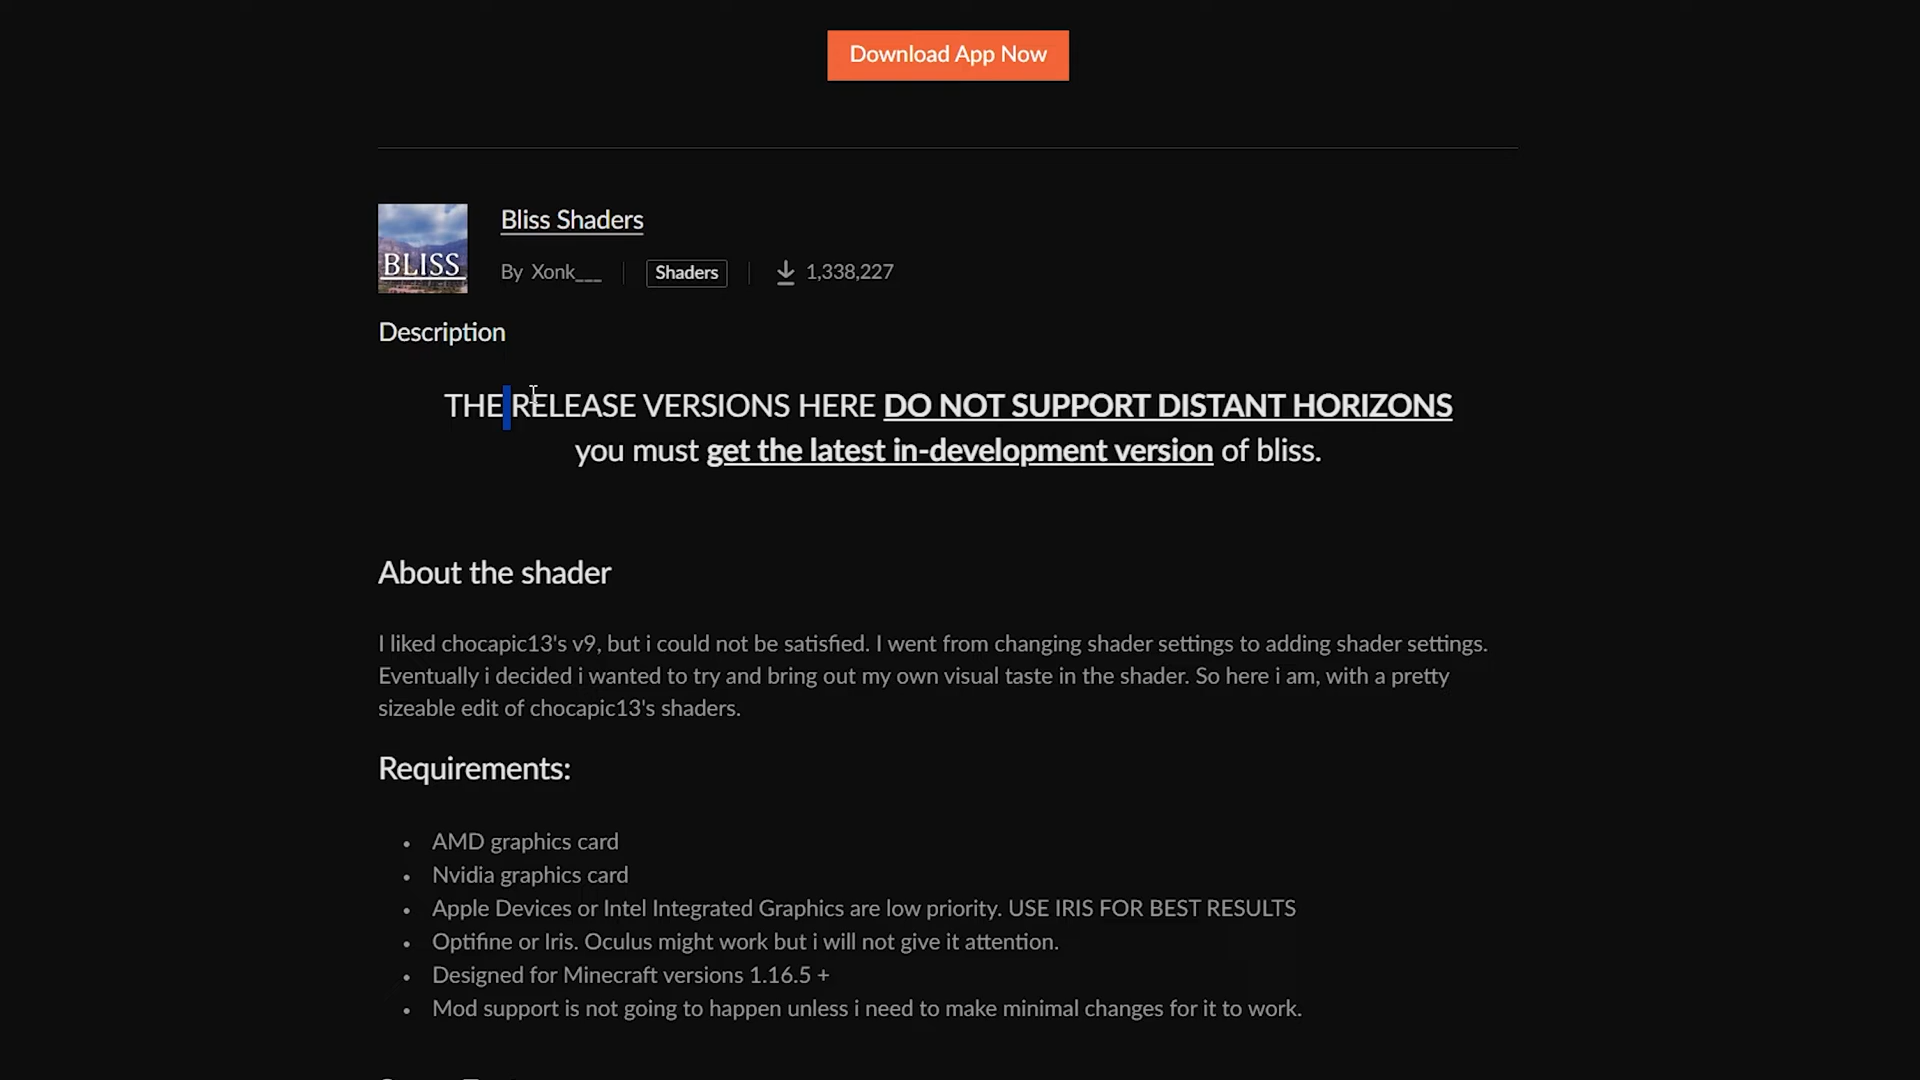 Download App Now
BLISS
Bliss Shaders
By Xonk___
Shaders
1,338,227
Description
THE RELEASE VERSIONS HERE DO NOT SUPPORT DISTANT HORIZONS
you must get the latest in-development version of bliss.
About the shader
I liked chocapic13's v9, but i could not be satisfied. I went from changing shader settings to adding shader settings.
Eventually i decided i wanted to try and bring out my own visual taste in the shader. So here i am, with a pretty
sizeable edit of chocapic13's shaders.
Requirements:
• AMD graphics card
• Nvidia graphics card
• Apple Devices or Intel Integrated Graphics are low priority. USE IRIS FOR BEST RESULTS
• Optifine or Iris. Oculus might work but i will not give it attention.
• Designed for Minecraft versions 1.16.5 +
• Mod support is not going to happen unless i need to make minimal changes for it to work.